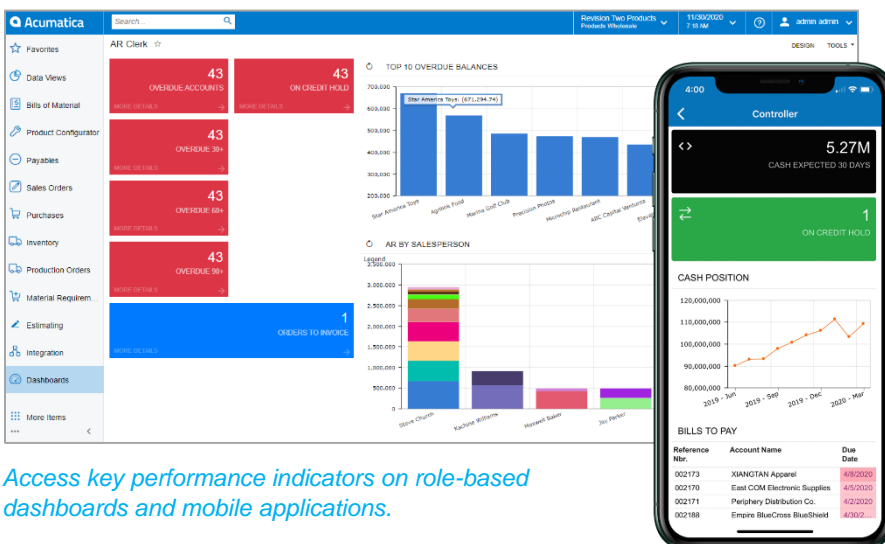 Acumatica
Search...
Revision Two Products
Products Wholesale
11/30/2020
7:18 AM
admin admin
Favorites
Data Views
Bills of Material
Product Configurator
Payables
Sales Orders
Purchases
Inventory
Production Orders
Material Requirem...
Estimating
Integration
Dashboards
More Items
AR Clerk
DESIGN
TOOLS
43
OVERDUE ACCOUNTS
MORE DETAILS
43
ON CREDIT HOLD
MORE DETAILS
43
OVERDUE 30+
MORE DETAILS
43
OVERDUE 60+
MORE DETAILS
43
OVERDUE 90+
MORE DETAILS
1
ORDERS TO INVOICE
MORE DETAILS
TOP 10 OVERDUE BALANCES
700,000
Star America Toys: (671,294.74)
600,000
500,000
400,000
300,000
200,000
Star America Toys
Marina Golf Club
Precision Photos
Microchip Restaurant
ABC Capital Ventures
AR BY SALESPERSON
Legend
3,500,000
3,000,000
2,500,000
2,000,000
1,500,000
1,000,000
500,000
0
Steve Church
Kachine Williams
Maxwell Baker
4:00
Controller
5.27M
CASH EXPECTED 30 DAYS
1
ON CREDIT HOLD
CASH POSITION
120,000,000
110,000,000
100,000,000
90,000,000
80,000,000
2019 - Jun
2019 - Sep
2019 - Dec
2020 - Mar
BILLS TO PAY
Reference Nbr.
Account Name
Due Date
002173
XIANGTAN Apparel
4/8/2020
002170
East COM Electronic Supplies
4/5/2020
002171
Periphery Distribution Co.
4/2/2020
002188
Empire BlueCross BlueShield
4/30/2...
Access key performance indicators on role-based
dashboards and mobile applications.